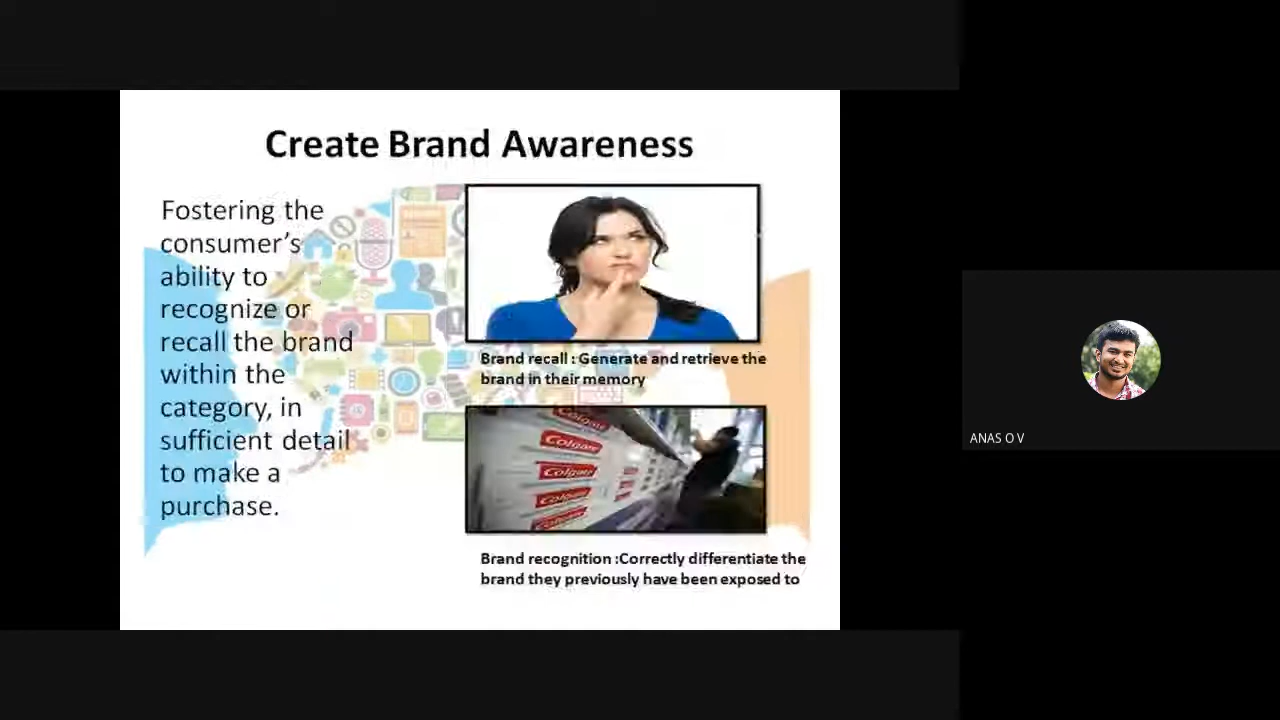 Create Brand Awareness
Fostering the
consumer’s
ability to
recognize or
recall the brand
within the
category, in
sufficient detail
to make a
purchase.
Brand recall : Generate and retrieve the
brand in their memory
Colgate
Colgate
Colgate
Colgate
Colgate
Brand recognition :Correctly differentiate the
brand they previously have been exposed to
ANAS O V